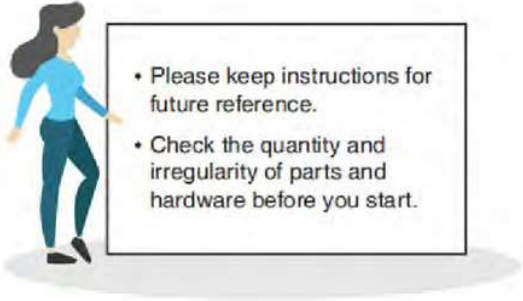 • Please keep instructions for
future reference.
• Check the quantity and
irregularity of parts and
hardware before you start.